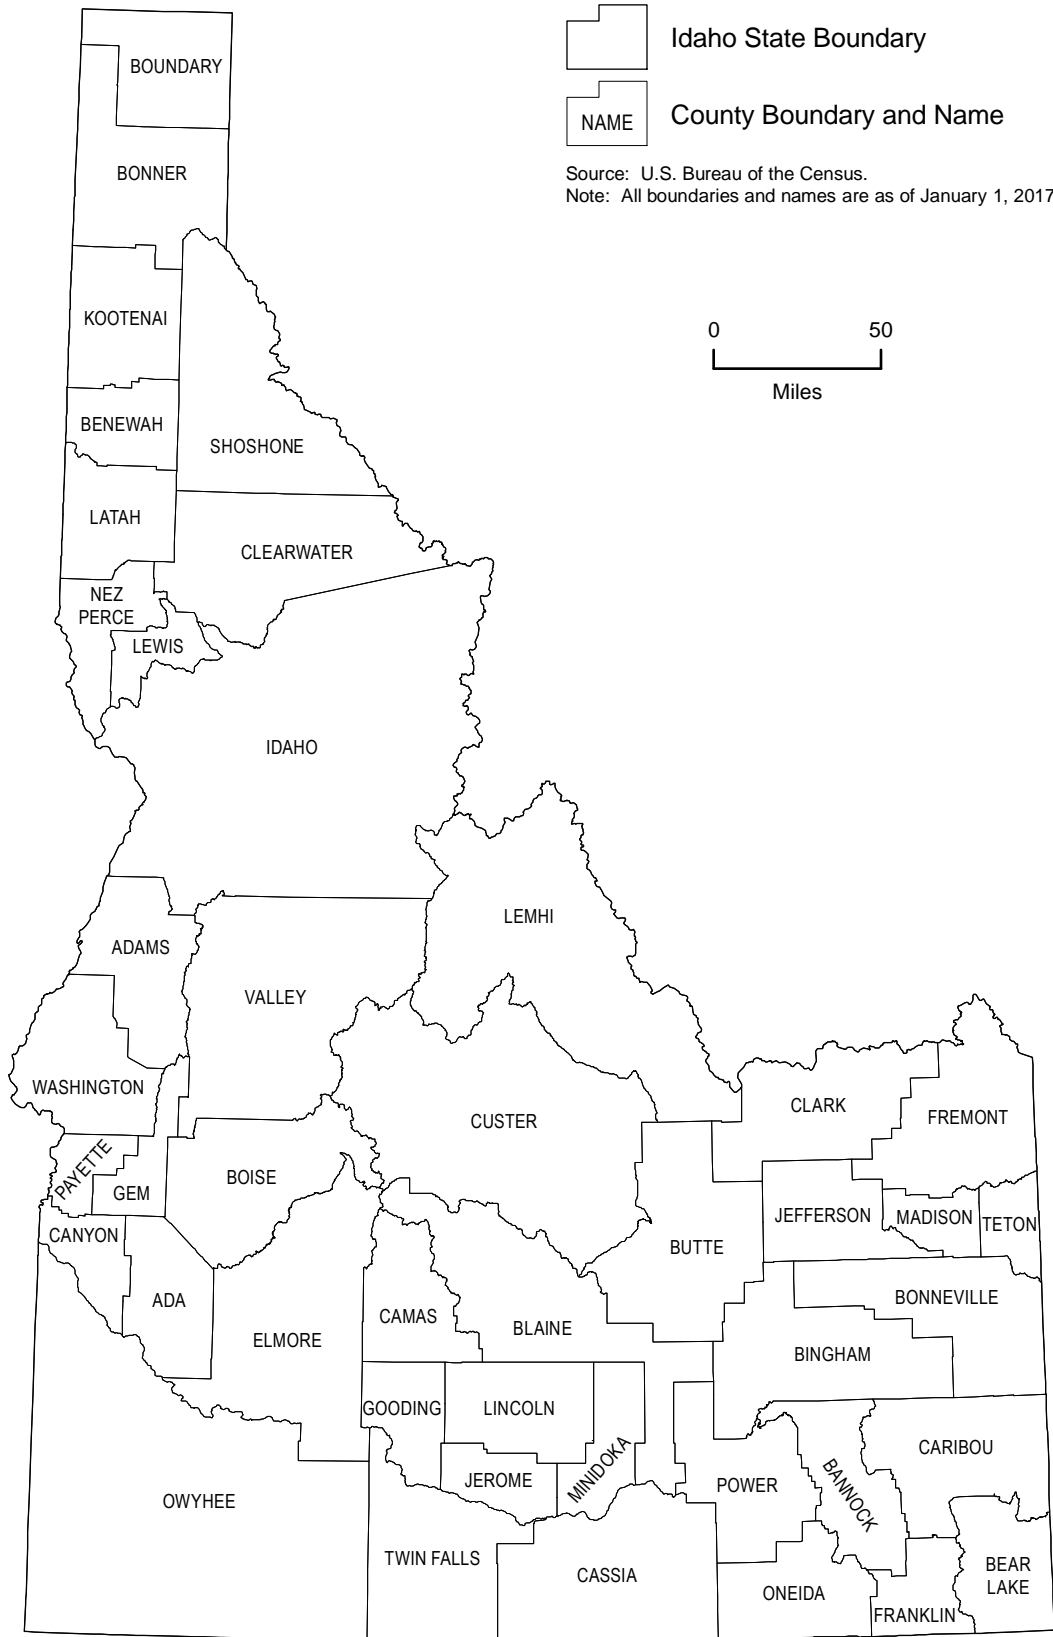 Idaho State Boundary
NAME
County Boundary and Name
Source: U.S. Bureau of the Census.
Note: All boundaries and names are as of January 1, 2017
0 50
Miles
BOUNDARY
BONNER
KOOTENAI
BENEWAH
SHOSHONE
LATAH
CLEARWATER
NEZ
PERCE
LEWIS
IDAHO
LEMHI
ADAMS
VALLEY
WASHINGTON
CUSTER
CLARK
FREMONT
PAYETTE
GEM
BOISE
JEFFERSON
MADISON
TETON
CANYON
BUTTE
ADA
CAMAS
BLAINE
BONNEVILLE
ELMORE
BINGHAM
GOODING
LINCOLN
CARIBOU
JEROME
MINIDOKA
POWER
BANNOCK
OWYHEE
TWIN FALLS
CASSIA
ONEIDA
BEAR
LAKE
FRANKLIN